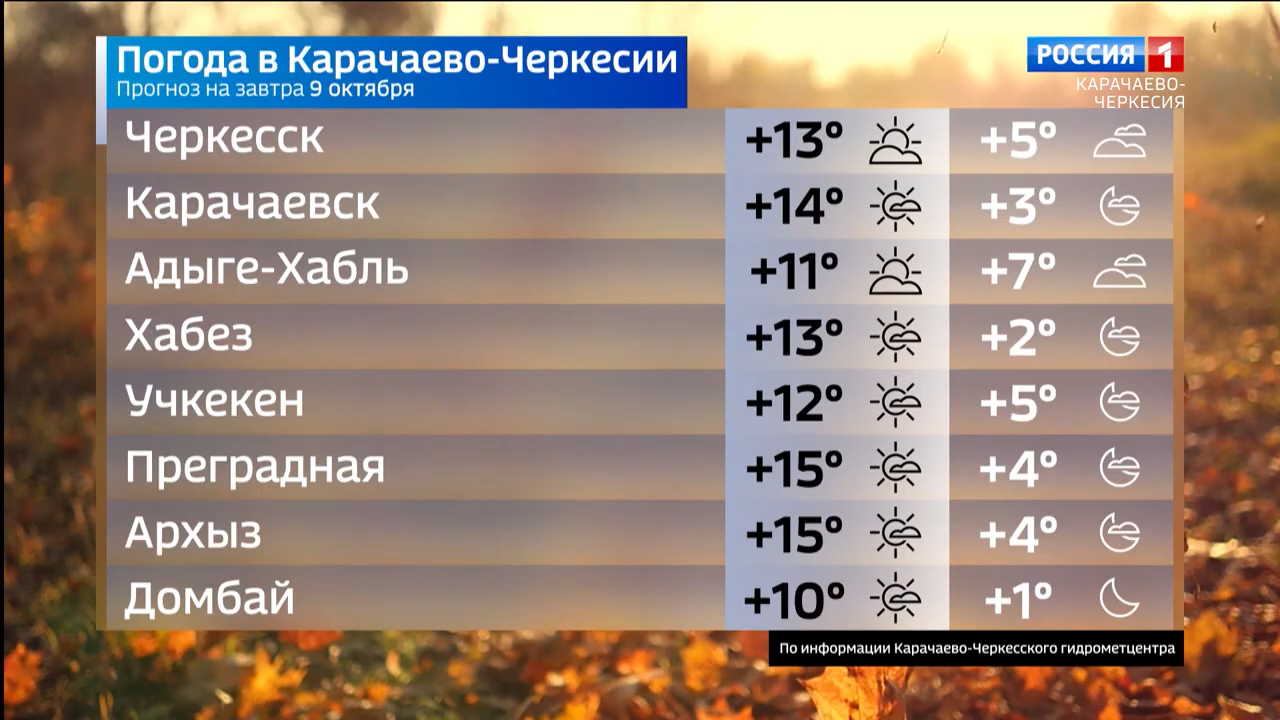 Погода в Карачаево-Черкесии
Прогноз на завтра 9 октября
РОССИЯ 1
КАРАЧАЕВО-
ЧЕРКЕСИЯ
Черкесск +13° +5°
Карачаевск +14° +3°
Адыге-Хабль +11° +7°
Хабез +13° +2°
Учкекен +12° +5°
Преградная +15° +4°
Архыз +15° +4°
Домбай +10° +1°
По информации Карачаево-Черкесского гидрометцентра